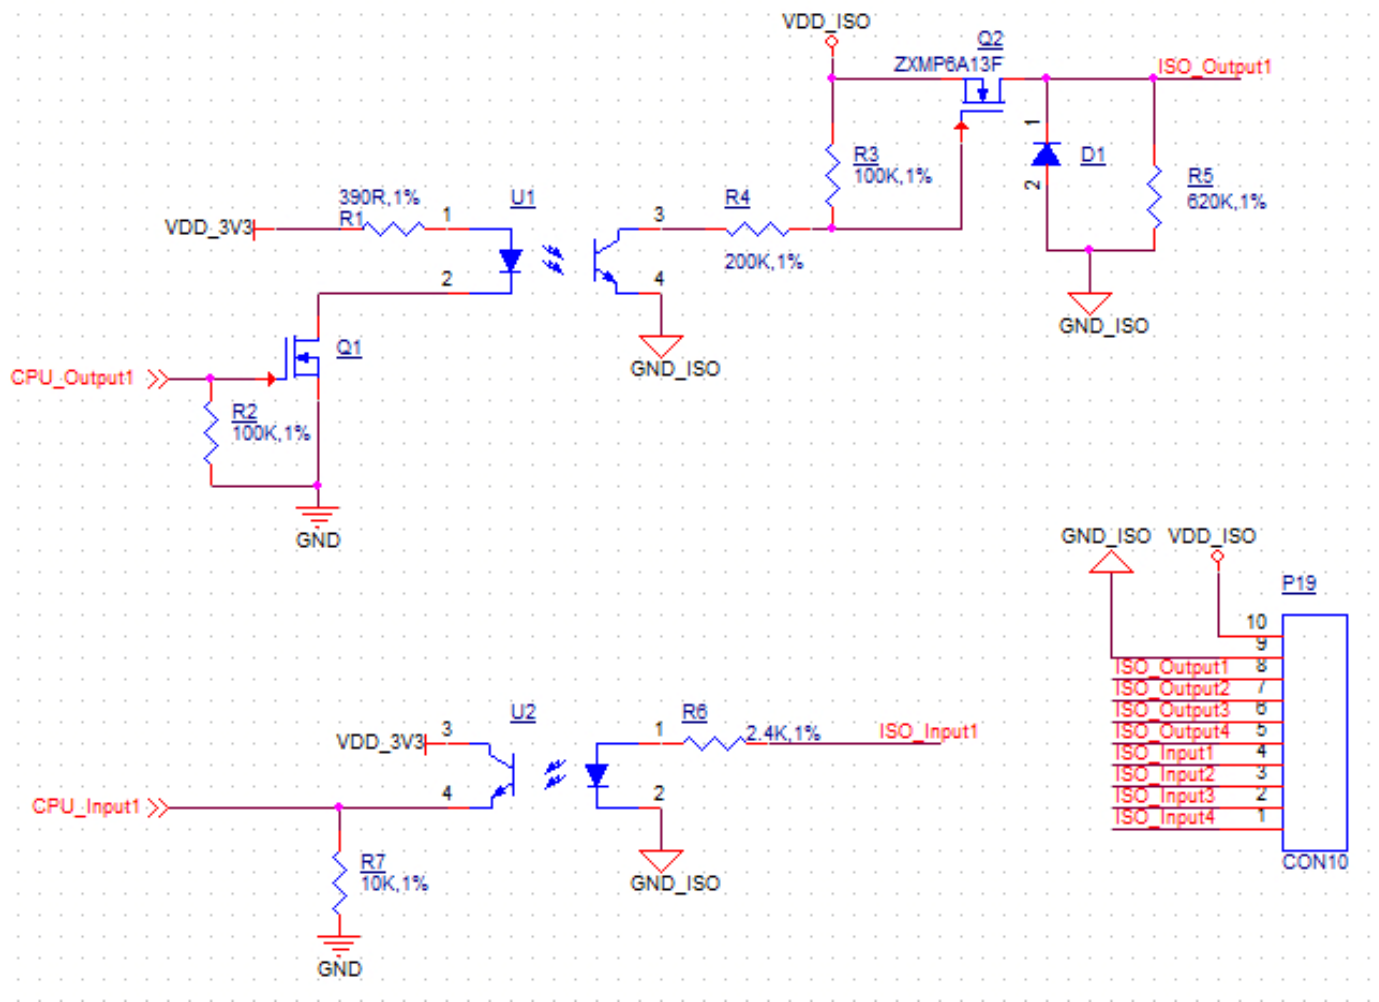 VDD_ISO
Q2
ZXMP6A13F
ISO_Output1
1
D1
2
R3
100K,1%
R5
620K,1%
390R,1%
R1
VDD_3V3
1
U1
3
R4
200K,1%
2
4
GND_ISO
GND_ISO
Q1
CPU_Output1
R2
100K,1%
GND
GND_ISO
VDD_ISO
P19
10
9
ISO_Output1 8
ISO_Output2 7
ISO_Output3 6
ISO_Output4 5
ISO_Input1 4
ISO_Input2 3
ISO_Input3 2
ISO_Input4 1
CON10
VDD_3V3
3
U2
1
R6
2.4K,1%
ISO_Input1
4
2
CPU_Input1
R7
10K,1%
GND_ISO
GND